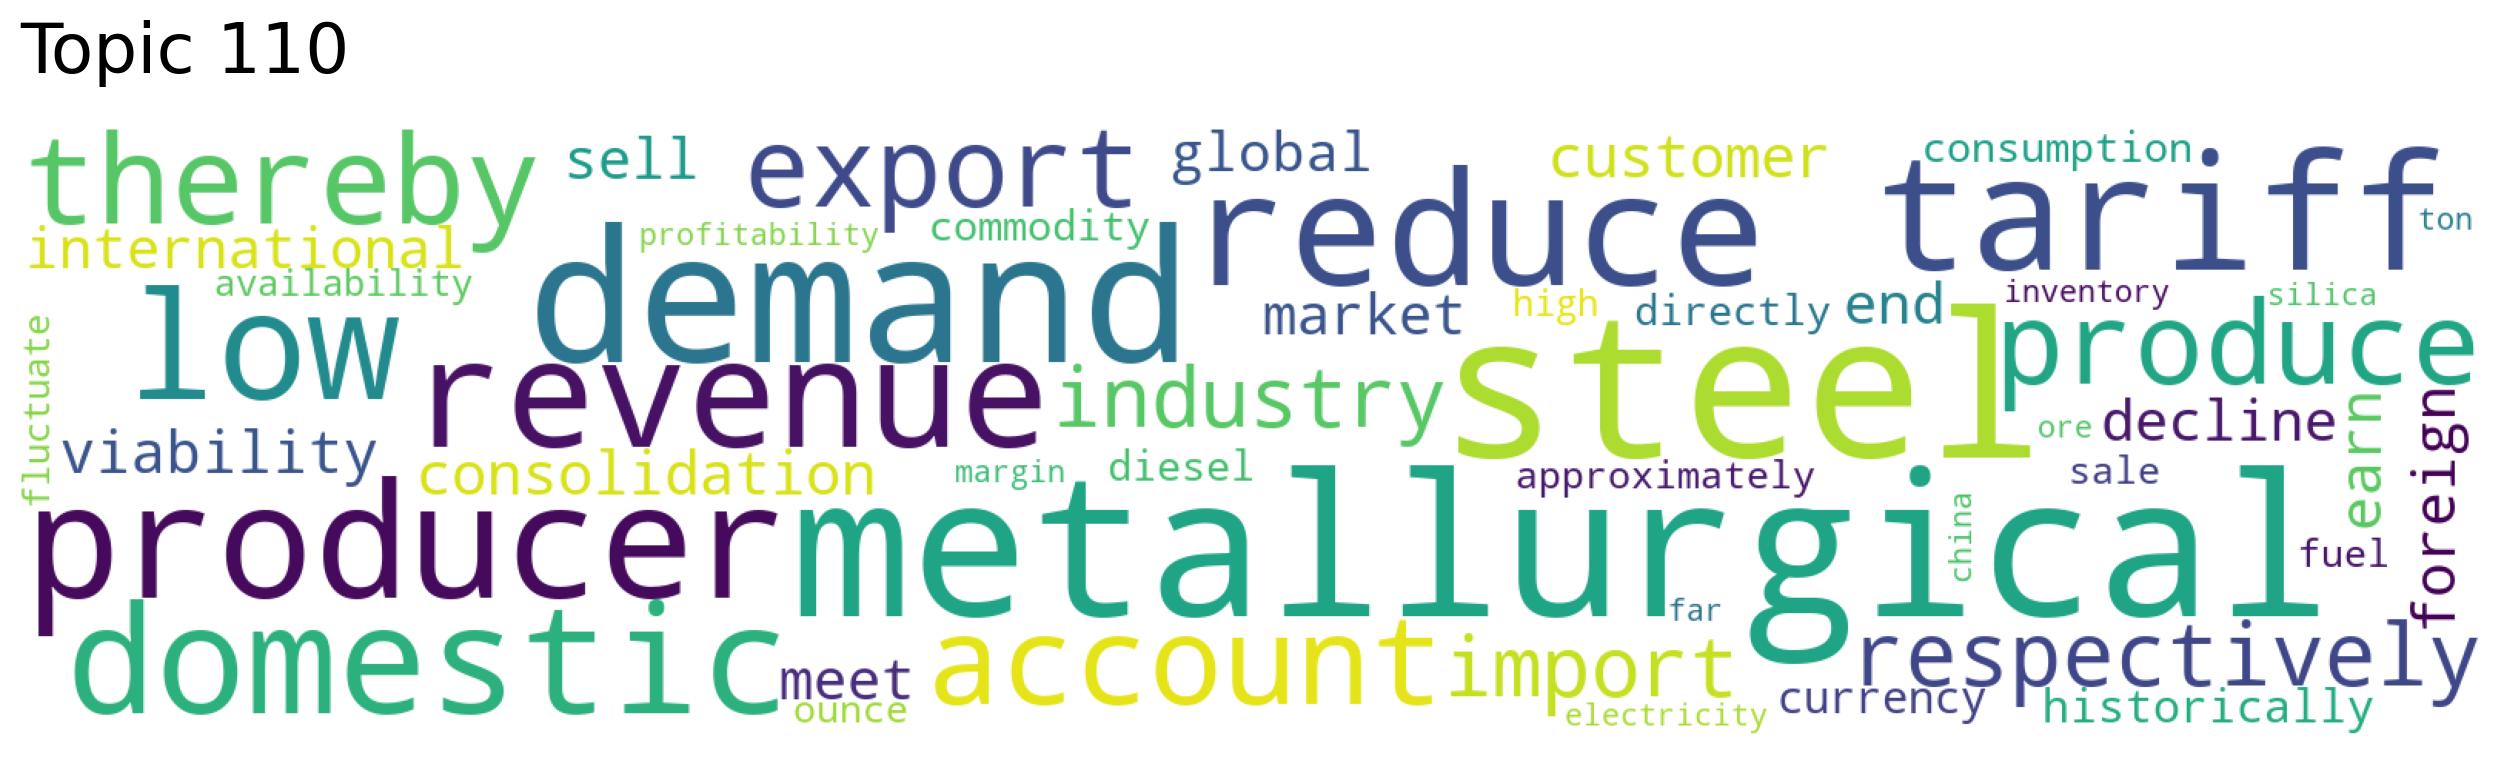 Topic 110
thereby sell export global customer consumption
international profitability commodity reduce tariff ton
availability
low demand market high directly end inventory silica
fluctuate revenue industry steel produce
viability ore decline earn foreign
consolidation margin diesel approximately sale
producer metallurgical china fuel
far
domestic meet account import respectively
ounce electricity currency historically